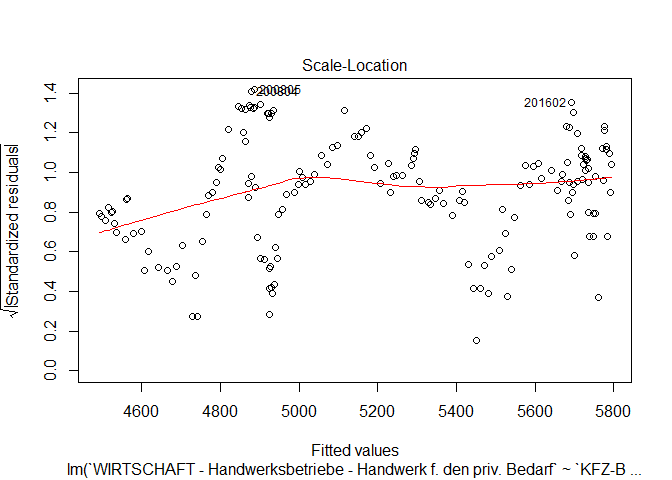 Scale-Location
√|Standardized residuals|
0.0 0.2 0.4 0.6 0.8 1.0 1.2 1.4
200805
200804
201602
4600 4800 5000 5200 5400 5600 5800
Fitted values
lm(`WIRTSCHAFT - Handwerksbetriebe - Handwerk f. den priv. Bedarf` ~ `KFZ-B ...